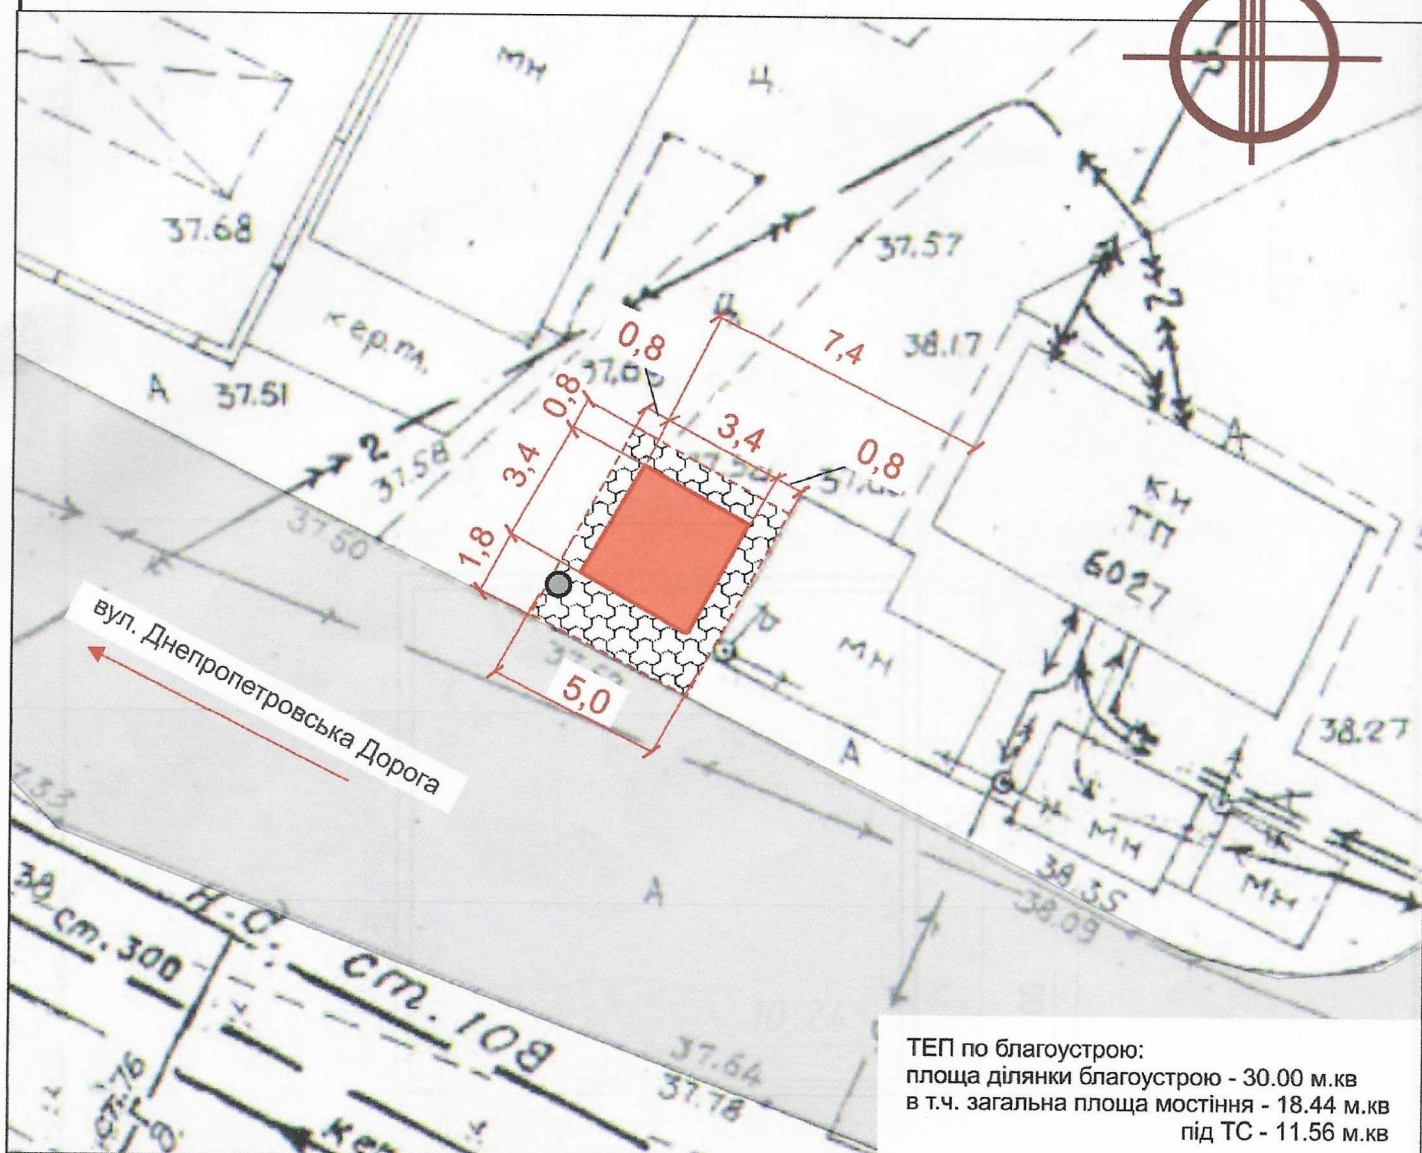 мн
ц.
37.68
37.57
кер.пл.
ц.
0,8
7,4
38.17
А
37.51
0,8
3,4
0,8
2
А
37.58
3,4
кн
ТП
6027
37.50
1,8
2
вул. Днепропетровська Дорога
мн
5,0
38.27
А
мн
38.35
мн
А
38.09
38
ст. 300
ст. 108
37.64
37.78
кер
ТЕП по благоустрою:
площа ділянки благоустрою - 30.00 м.кв
в т.ч. загальна площа мостіння - 18.44 м.кв
під ТС - 11.56 м.кв